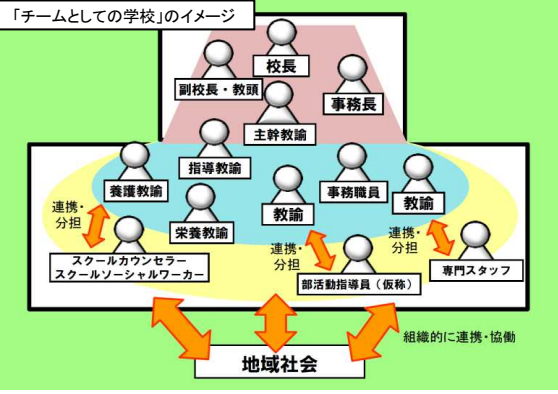 「チームとしての学校」のイメージ
校長
副校長・教頭
事務長
主幹教諭
指導教諭
養護教諭
事務職員
教諭
教諭
栄養教諭
連携・
分担
連携・
分担
連携・
分担
スクールカウンセラー
スクールソーシャルワーカー
部活動指導員（仮称）
専門スタッフ
組織的に連携・協働
地域社会